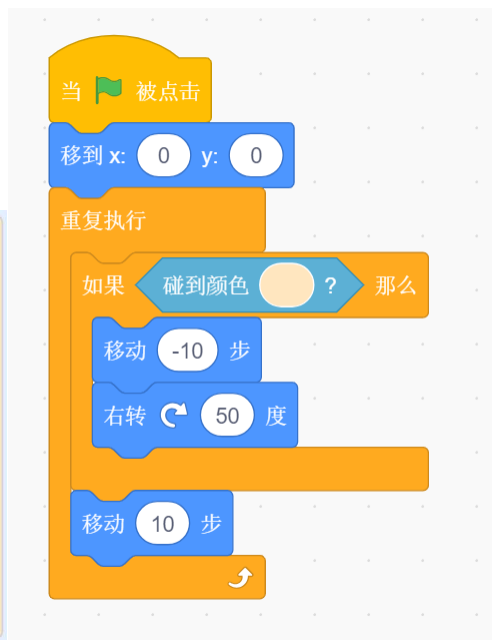 当 被点击
移到 x: 0 y: 0
重复执行
如果 碰到颜色 ? 那么
移动 -10 步
右转 50 度
移动 10 步